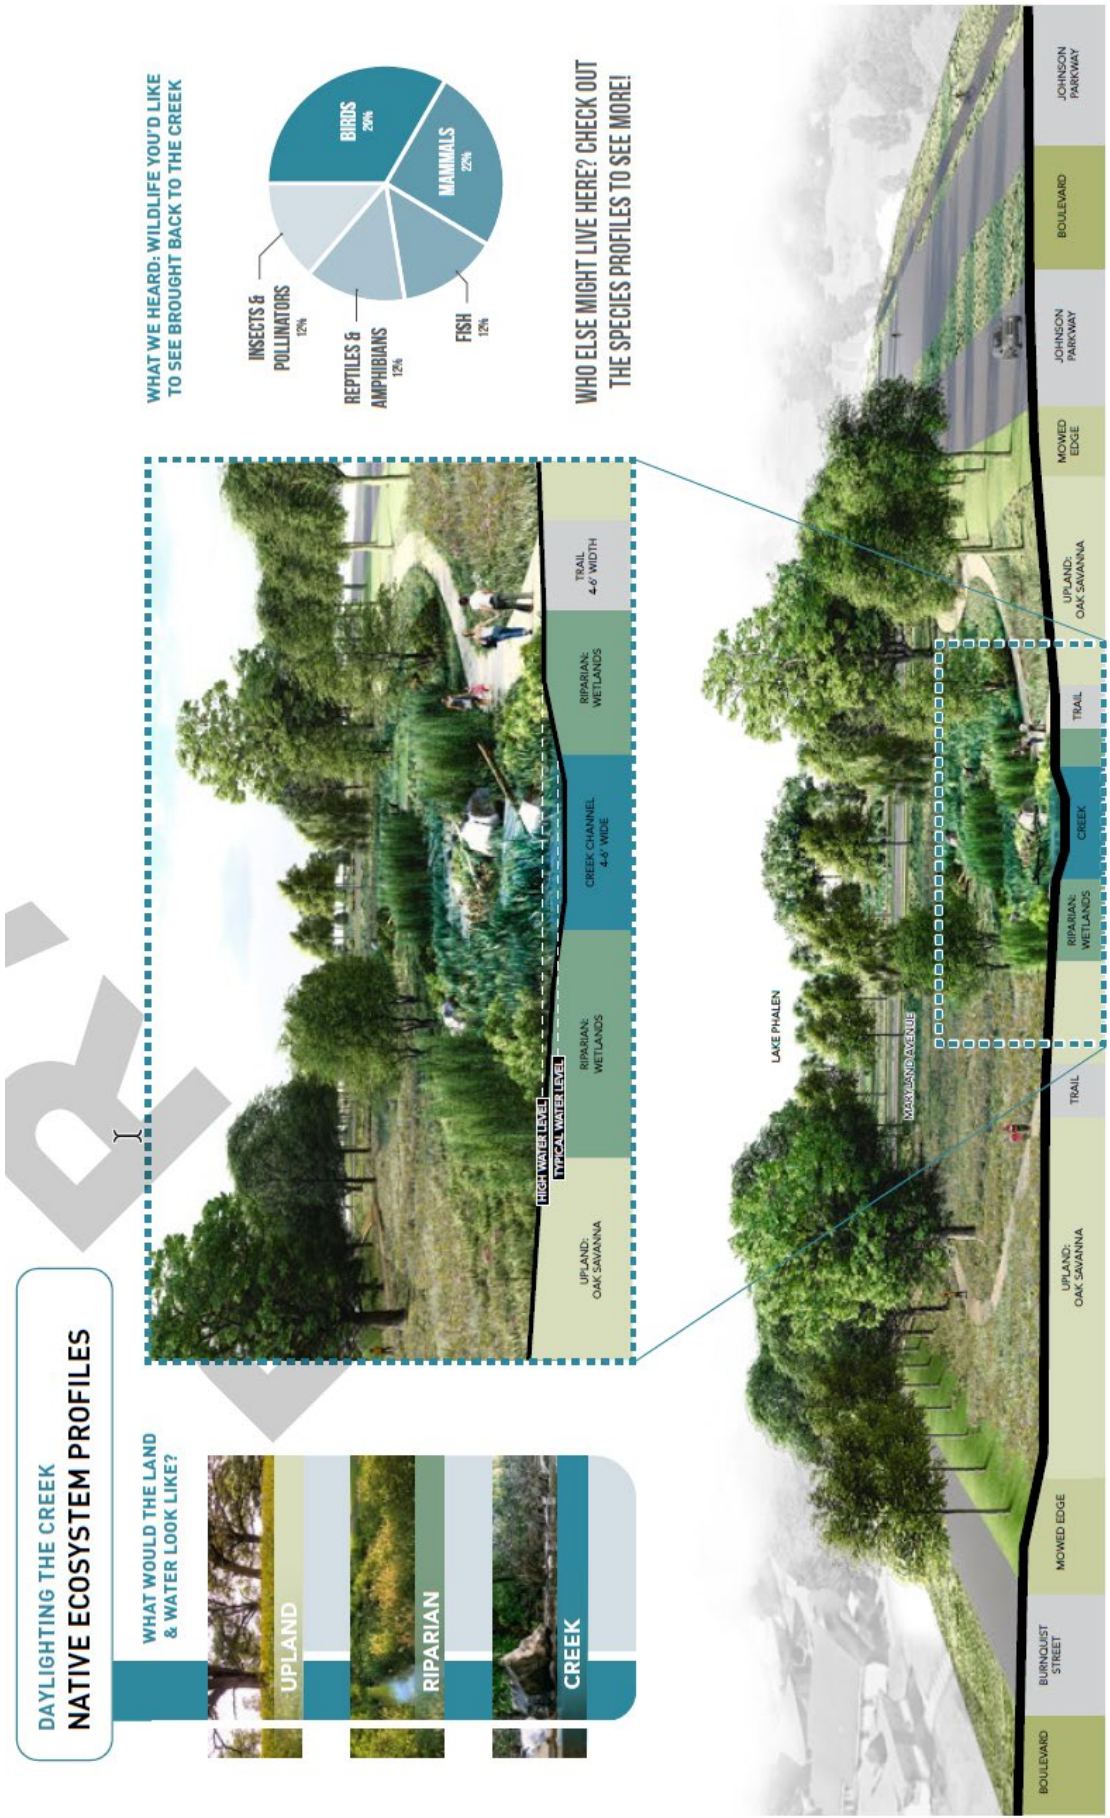 DAYLIGHTING THE CREEK
NATIVE ECOSYSTEM PROFILES
WHAT WOULD THE LAND
& WATER LOOK LIKE?
UPLAND
RIPARIAN
CREEK
HIGH WATER LEVEL
TYPICAL WATER LEVEL
UPLAND:
OAK SAVANNA
RIPARIAN:
WETLANDS
CREEK CHANNEL
4-6' WIDE
RIPARIAN:
WETLANDS
TRAIL
4-6' WIDTH
WHAT WE HEARD: WILDLIFE YOU'D LIKE
TO SEE BROUGHT BACK TO THE CREEK
INSECTS &
POLLINATORS
12%
REPTILES &
AMPHIBIANS
12%
FISH
12%
BIRDS
29%
MAMMALS
22%
WHO ELSE MIGHT LIVE HERE? CHECK OUT
THE SPECIES PROFILES TO SEE MORE!
LAKE PHALEN
MARYLAND AVENUE
BOULEVARD
BURNQUIST
STREET
MOWED EDGE
UPLAND:
OAK SAVANNA
TRAIL
RIPARIAN:
WETLANDS
CREEK
TRAIL
UPLAND:
OAK SAVANNA
MOWED
EDGE
JOHNSON
PARKWAY
BOULEVARD
JOHNSON
PARKWAY